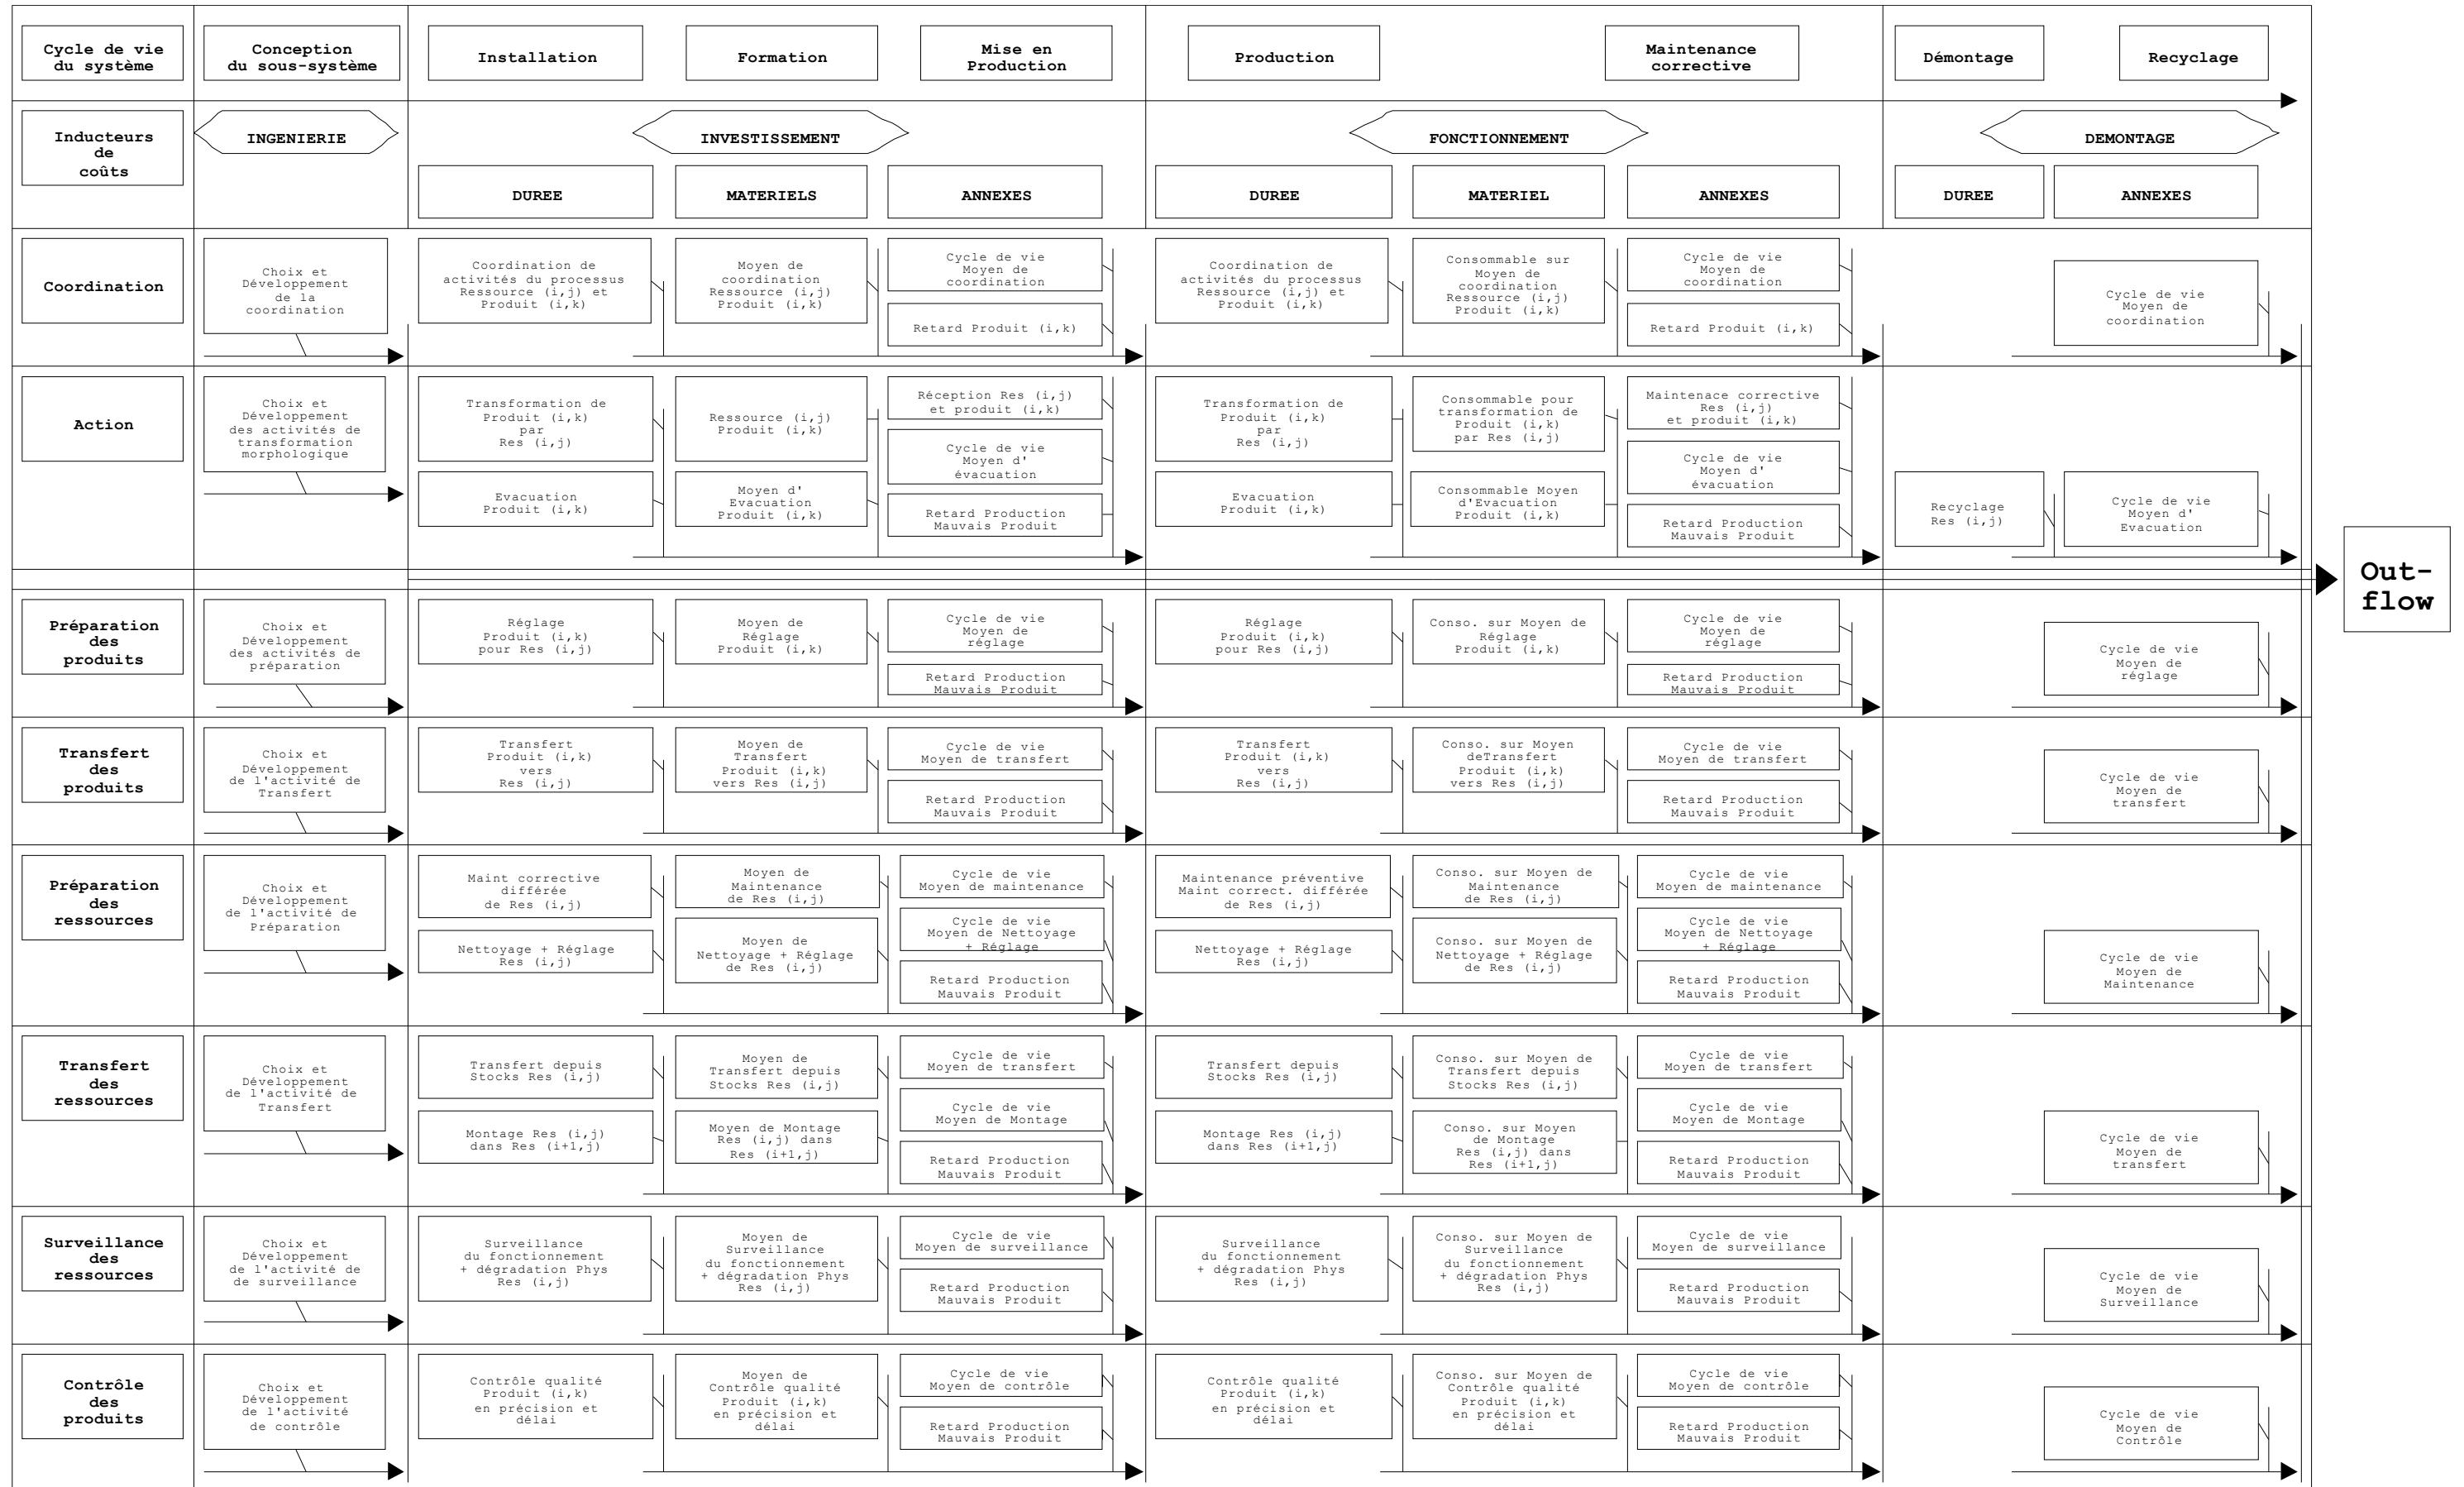 Cycle de vie
du système
Conception
du sous-système
Installation
Formation
Mise en
Production
Production
Maintenance
corrective
Démontage
Recyclage
Inducteurs
de
coûts
INGENIERIE
INVESTISSEMENT
FONCTIONNEMENT
DEMONTAGE
DUREE
MATERIELS
ANNEXES
DUREE
MATERIEL
ANNEXES
DUREE
ANNEXES
Coordination
Choix et
Développement
de la
coordination
Coordination de
activités du processus
Ressource (i,j) et
Produit (i,k)
Moyen de
coordination
Ressource (i,j)
Produit (i,k)
Cycle de vie
Moyen de
coordination
Retard Produit (i,k)
Coordination de
activités du processus
Ressource (i,j) et
Produit (i,k)
Consommable sur
Moyen de
coordination
Ressource (i,j)
Produit (i,k)
Cycle de vie
Moyen de
coordination
Retard Produit (i,k)
Cycle de vie
Moyen de
coordination
Action
Choix et
Développement
des activités de
transformation
morphologique
Transformation de
Produit (i,k)
par
Res (i,j)
Evacuation
Produit (i,k)
Ressource (i,j)
Produit (i,k)
Moyen d'
Evacuation
Produit (i,k)
Réception Res (i,j)
et produit (i,k)
Cycle de vie
Moyen d'
évacuation
Retard Production
Mauvais Produit
Transformation de
Produit (i,k)
par
Res (i,j)
Evacuation
Produit (i,k)
Consommable pour
transformation de
Produit (i,k)
par Res (i,j)
Consommable Moyen
d'Evacuation
Produit (i,k)
Maintenace corrective
Res (i,j)
et produit (i,k)
Cycle de vie
Moyen d'
évacuation
Retard Production
Mauvais Produit
Recyclage
Res (i,j)
Cycle de vie
Moyen d'
Evacuation
Out-
flow
Préparation
des
produits
Choix et
Développement
des activités de
préparation
Réglage
Produit (i,k)
pour Res (i,j)
Moyen de
Réglage
Produit (i,k)
Cycle de vie
Moyen de
réglage
Retard Production
Mauvais Produit
Réglage
Produit (i,k)
pour Res (i,j)
Conso. sur Moyen de
Réglage
Produit (i,k)
Cycle de vie
Moyen de
réglage
Retard Production
Mauvais Produit
Cycle de vie
Moyen de
réglage
Transfert
des
produits
Choix et
Développement
de l'activité de
Transfert
Transfert
Produit (i,k)
vers
Res (i,j)
Moyen de
Transfert
Produit (i,k)
vers Res (i,j)
Cycle de vie
Moyen de transfert
Retard Production
Mauvais Produit
Transfert
Produit (i,k)
vers
Res (i,j)
Conso. sur Moyen
deTransfert
Produit (i,k)
vers Res (i,j)
Cycle de vie
Moyen de transfert
Retard Production
Mauvais Produit
Cycle de vie
Moyen de
transfert
Préparation
des
ressources
Choix et
Développement
de l'activité de
Préparation
Maint corrective
différée
de Res (i,j)
Nettoyage + Réglage
Res (i,j)
Moyen de
Maintenance
de Res (i,j)
Moyen de
Nettoyage + Réglage
de Res (i,j)
Cycle de vie
Moyen de maintenance
Cycle de vie
Moyen de Nettoyage
+ Réglage
Retard Production
Mauvais Produit
Maintenance préventive
Maint correct. différée
de Res (i,j)
Nettoyage + Réglage
Res (i,j)
Conso. sur Moyen de
Maintenance
de Res (i,j)
Conso. sur Moyen de
Nettoyage + Réglage
de Res (i,j)
Cycle de vie
Moyen de maintenance
Cycle de vie
Moyen de Nettoyage
+ Réglage
Retard Production
Mauvais Produit
Cycle de vie
Moyen de
Maintenance
Transfert
des
ressources
Choix et
Développement
de l'activité de
Transfert
Transfert depuis
Stocks Res (i,j)
Montage Res (i,j)
dans Res (i+1,j)
Moyen de
Transfert depuis
Stocks Res (i,j)
Moyen de Montage
Res (i,j) dans
Res (i+1,j)
Cycle de vie
Moyen de transfert
Cycle de vie
Moyen de Montage
Retard Production
Mauvais Produit
Transfert depuis
Stocks Res (i,j)
Montage Res (i,j)
dans Res (i+1,j)
Conso. sur Moyen de
Transfert depuis
Stocks Res (i,j)
Conso. sur Moyen
de Montage
Res (i,j) dans
Res (i+1,j)
Cycle de vie
Moyen de transfert
Cycle de vie
Moyen de Montage
Retard Production
Mauvais Produit
Cycle de vie
Moyen de
transfert
Surveillance
des
ressources
Choix et
Développement
de l'activité de
de surveillance
Surveillance
du fonctionnement
+ dégradation Phys
Res (i,j)
Moyen de
Surveillance
du fonctionnement
+ dégradation Phys
Res (i,j)
Cycle de vie
Moyen de surveillance
Retard Production
Mauvais Produit
Surveillance
du fonctionnement
+ dégradation Phys
Res (i,j)
Conso. sur Moyen de
Surveillance
du fonctionnement
+ dégradation Phys
Res (i,j)
Cycle de vie
Moyen de surveillance
Retard Production
Mauvais Produit
Cycle de vie
Moyen de
Surveillance
Contrôle
des
produits
Choix et
Développement
de l'activité
de contrôle
Contrôle qualité
Produit (i,k)
en précision et
délai
Moyen de
Contrôle qualité
Produit (i,k)
en précision et
délai
Cycle de vie
Moyen de contrôle
Retard Production
Mauvais Produit
Contrôle qualité
Produit (i,k)
en précision et
délai
Conso. sur Moyen de
Contrôle qualité
Produit (i,k)
en précision et
délai
Cycle de vie
Moyen de contrôle
Retard Production
Mauvais Produit
Cycle de vie
Moyen de
Contrôle